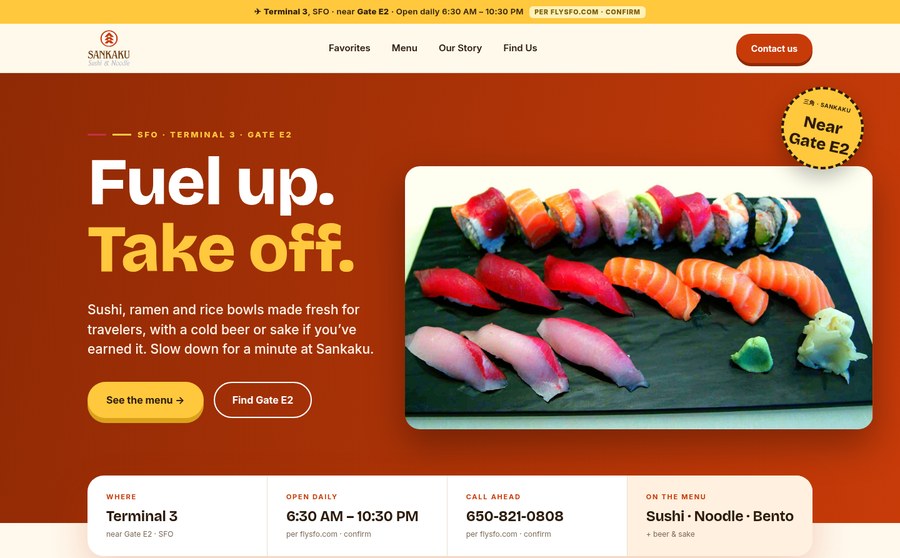 ✈ Terminal 3, SFO · near Gate E2 · Open daily 6:30 AM – 10:30 PM PER FLYSFO.COM · CONFIRM
SANKAKU
Sushi & Noodle
Favorites Menu Our Story Find Us
Contact us
三角 · SANKAKU
Near
Gate E2
SFO · TERMINAL 3 · GATE E2
Fuel up.
Take off.
Sushi, ramen and rice bowls made fresh for
travelers, with a cold beer or sake if you've
earned it. Slow down for a minute at Sankaku.
See the menu →
Find Gate E2
WHERE
Terminal 3
near Gate E2 · SFO
OPEN DAILY
6:30 AM – 10:30 PM
per flysfo.com · confirm
CALL AHEAD
650-821-0808
per flysfo.com · confirm
ON THE MENU
Sushi · Noodle · Bento
+ beer & sake